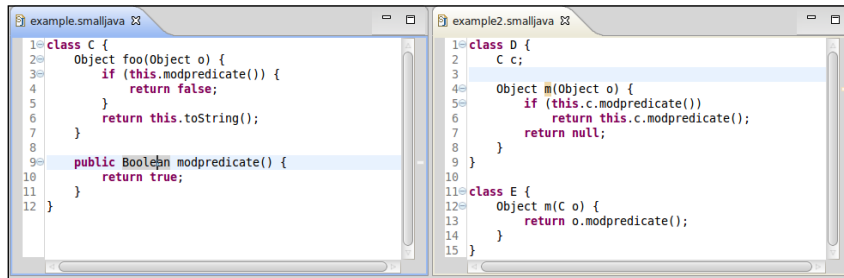 example.smalljava
1 class C {
2 Object foo(Object o) {
3 if (this.modpredicate()) {
4 return false;
5 }
6 return this.toString();
7 }
8
9 public Boolean modpredicate() {
10 return true;
11 }
12 }
example2.smalljava
1 class D {
2 C c;
3
4 Object m(Object o) {
5 if (this.c.modpredicate())
6 return this.c.modpredicate();
7 return null;
8 }
9 }
10
11 class E {
12 Object m(C o) {
13 return o.modpredicate();
14 }
15 }